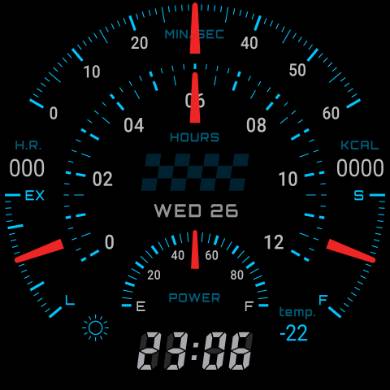 MIN/SEC
20 40
10 50
0 60
06
04 08
HOURS
H.R. KCAL
000 0000
02 10
EX S
WED 26
0 12
40 60
20 80
L F
E POWER F
temp.
-22
23:06